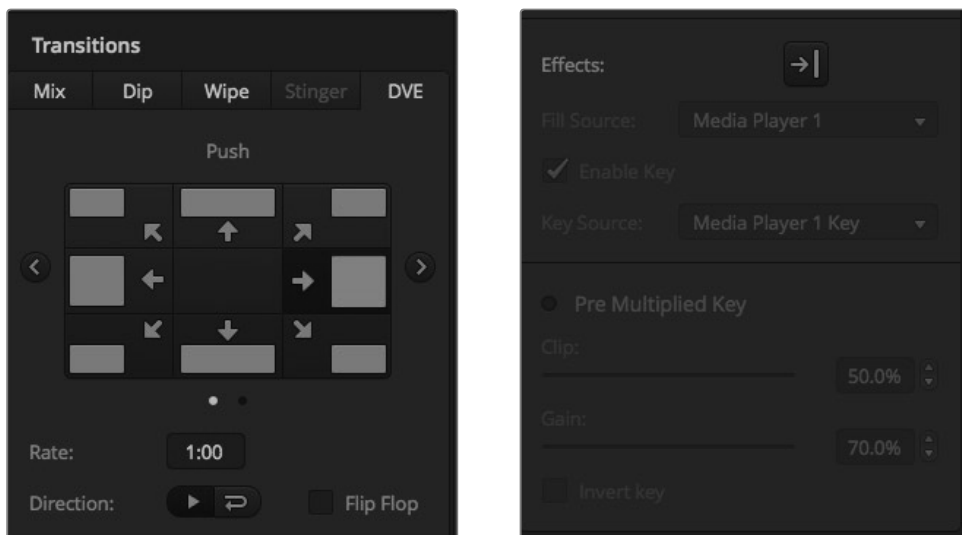 Transitions
Mix Dip Wipe Stinger DVE
Push
Rate: 1:00
Direction: Flip Flop
Effects:
Fill Source: Media Player 1
Enable Key
Key Source: Media Player 1 Key
Pre Multiplied Key
Clip:
50.0%
Gain:
70.0%
Invert key